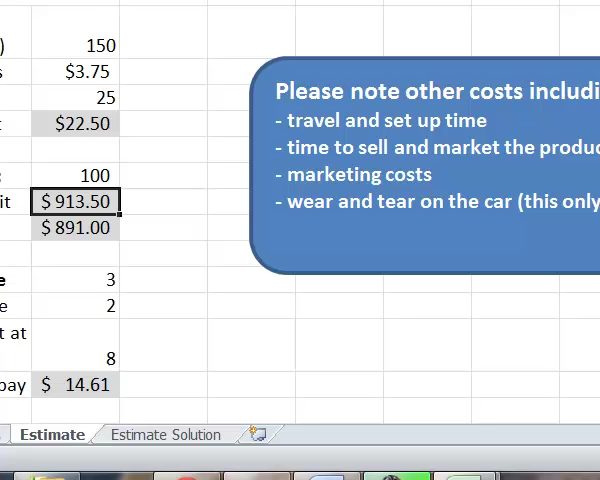 ) 150
s $3.75
25
t $22.50
100
it $ 913.50
$ 891.00
e 3
e 2
t at
8
pay $ 14.61
Please note other costs includi
- travel and set up time
- time to sell and market the produc
- marketing costs
- wear and tear on the car (this only
Estimate Estimate Solution